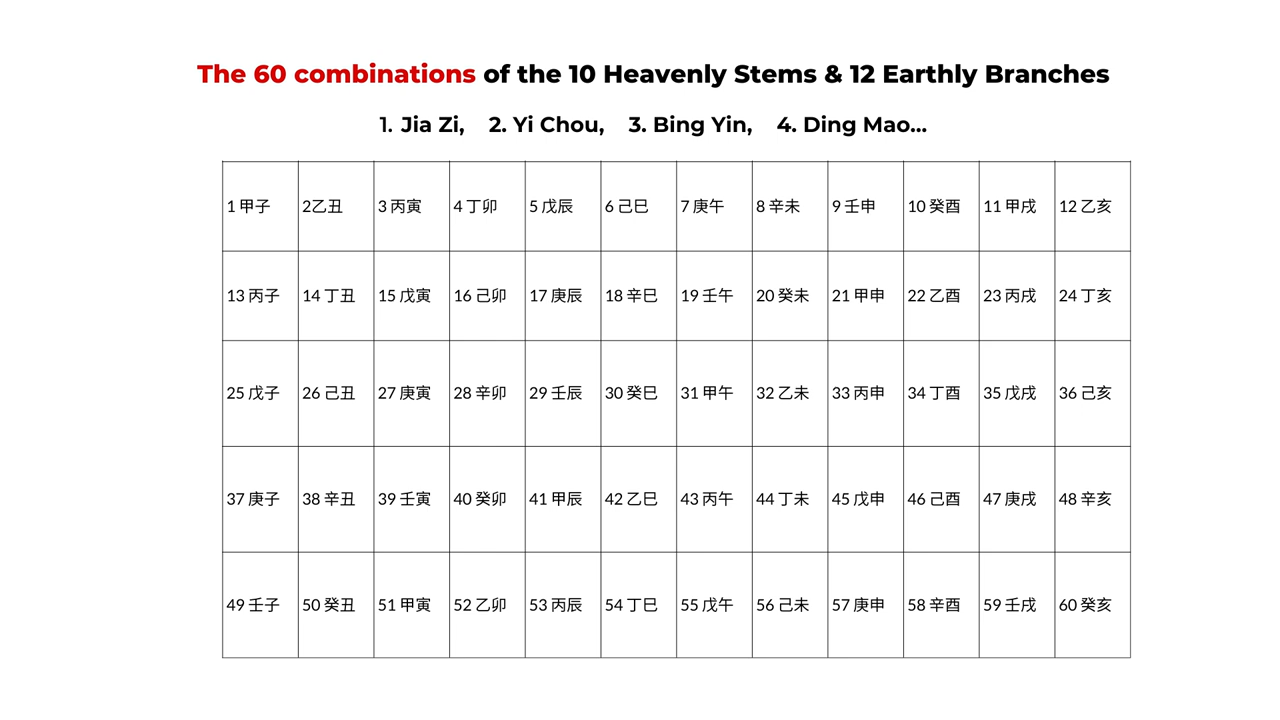 The 60 combinations of the 10 Heavenly Stems & 12 Earthly Branches
1. Jia Zi, 2. Yi Chou, 3. Bing Yin, 4. Ding Mao...
1 甲子 2乙丑 3 丙寅 4 丁卯 5 戊辰 6 己巳 7 庚午 8 辛未 9 壬申 10 癸酉 11 甲戌 12 乙亥
13 丙子 14 丁丑 15 戊寅 16 己卯 17 庚辰 18 辛巳 19 壬午 20 癸未 21 甲申 22 乙酉 23 丙戌 24 丁亥
25 戊子 26 己丑 27 庚寅 28 辛卯 29 壬辰 30 癸巳 31 甲午 32 乙未 33 丙申 34 丁酉 35 戊戌 36 己亥
37 庚子 38 辛丑 39 壬寅 40 癸卯 41 甲辰 42 乙巳 43 丙午 44 丁未 45 戊申 46 己酉 47 庚戌 48 辛亥
49 壬子 50 癸丑 51 甲寅 52 乙卯 53 丙辰 54 丁巳 55 戊午 56 己未 57 庚申 58 辛酉 59 壬戌 60 癸亥